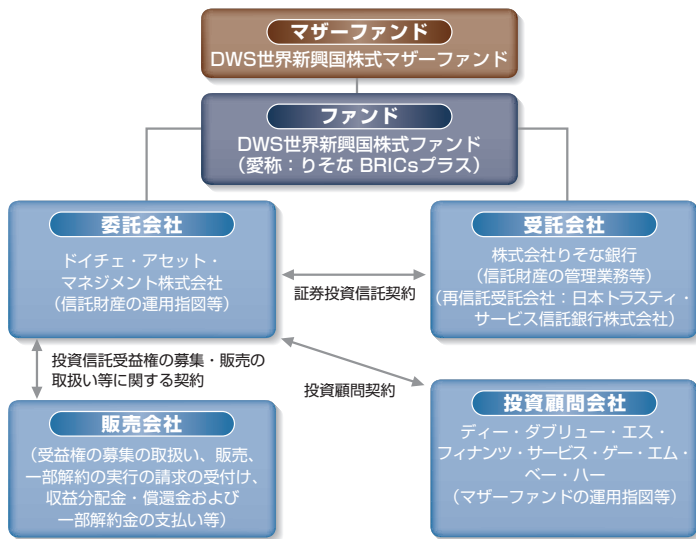 マザーファンド
DWS世界新興国株式マザーファンド
ファンド
DWS世界新興国株式ファンド
（愛称：りそな BRICsプラス）
委託会社
ドイチェ・アセット・
マネジメント株式会社
（信託財産の運用指図等）
証券投資信託契約
受託会社
株式会社りそな銀行
（信託財産の管理業務等）
（再信託受託会社：日本トラスティ・
サービス信託銀行株式会社）
投資信託受益権の募集・販売の
取扱い等に関する契約
投資顧問契約
販売会社
（受益権の募集の取扱い、販売、
一部解約の実行の請求の受付け、
収益分配金・償還金および
一部解約金の支払い等）
投資顧問会社
ディー・ダブリュー・エス・
フィナンツ・サービス・ゲー・エム・
ベー・ハー
（マザーファンドの運用指図等）